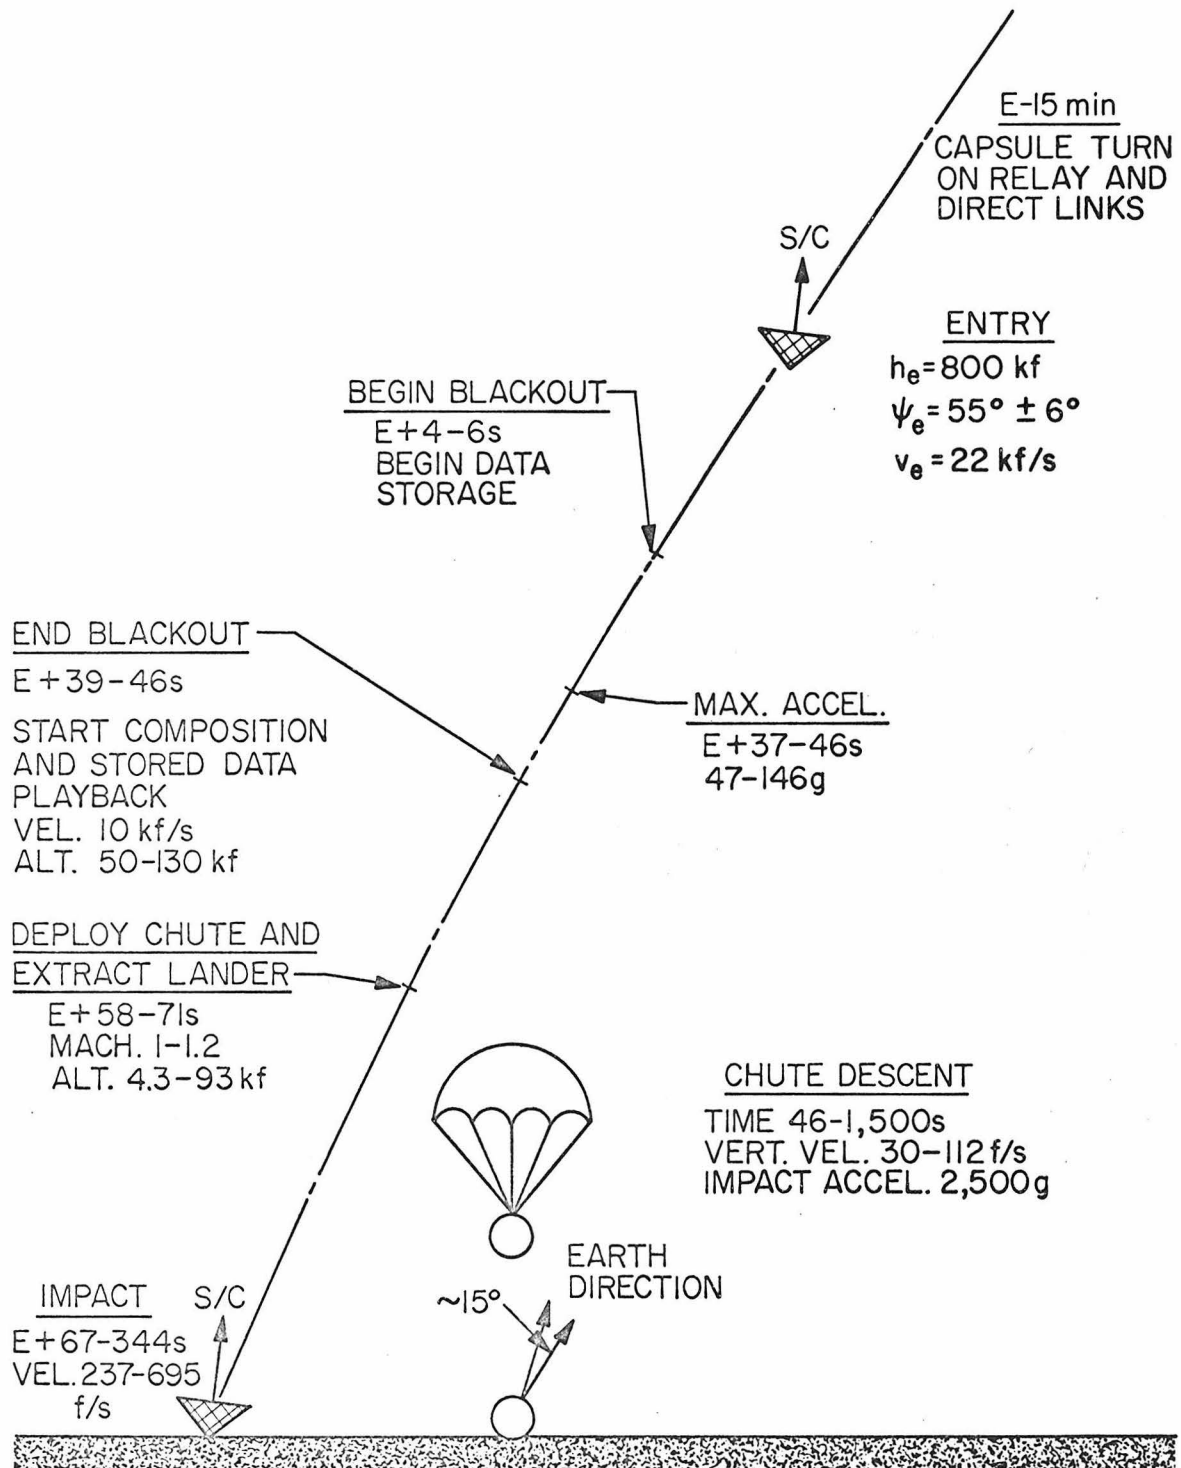 E-15 min
CAPSULE TURN
ON RELAY AND
DIRECT LINKS
S/C
ENTRY
hₑ=800 kf
ψₑ=55° ± 6°
vₑ=22 kf/s
BEGIN BLACKOUT
E+4-6s
BEGIN DATA
STORAGE
END BLACKOUT
E+39-46s
START COMPOSITION
AND STORED DATA
PLAYBACK
VEL. 10 kf/s
ALT. 50-130 kf
MAX. ACCEL.
E+37-46s
47-146g
DEPLOY CHUTE AND
EXTRACT LANDER
E+58-71s
MACH. 1-1.2
ALT. 4.3-93 kf
CHUTE DESCENT
TIME 46-1,500s
VERT. VEL. 30-112 f/s
IMPACT ACCEL. 2,500g
EARTH
DIRECTION
~15°
IMPACT
E+67-344s
VEL. 237-695
f/s
S/C